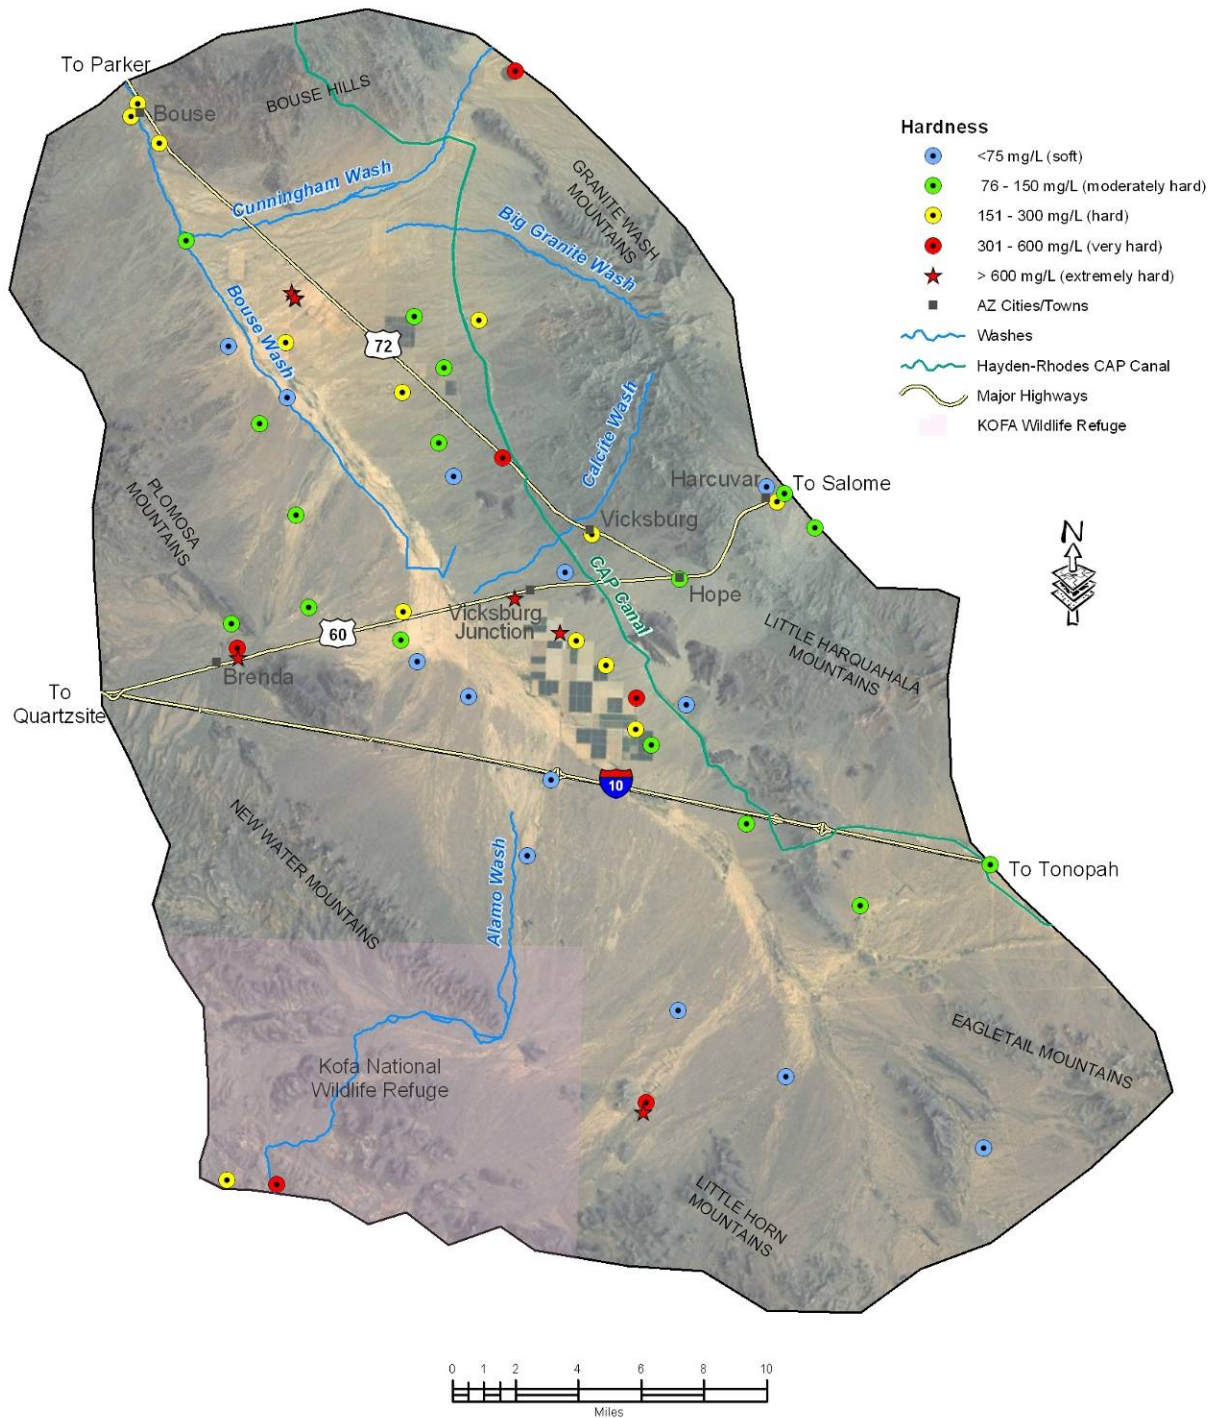 To Parker
BOUSE HILLS
Bouse
Cunningham Wash
GRANITE WASH
MOUNTAINS
Big Granite Wash
Bouse Wash
72
Calcite Wash
Harcuvar
To Salome
PLOMOSA
MOUNTAINS
Vicksburg
CAP Canal
Hope
Vicksburg
Junction
60
LITTLE HARQUAHALA
MOUNTAINS
Brenda
To
Quartzsite
10
NEW WATER MOUNTAINS
Alamo Wash
To Tonopah
EAGLETAIL MOUNTAINS
Kofa National
Wildlife Refuge
LITTLE HORN
MOUNTAINS
Hardness
<75 mg/L (soft)
76 - 150 mg/L (moderately hard)
151 - 300 mg/L (hard)
301 - 600 mg/L (very hard)
> 600 mg/L (extremely hard)
AZ Cities/Towns
Washes
Hayden-Rhodes CAP Canal
Major Highways
KOFA Wildlife Refuge
N
0 1 2 4 6 8 10
Miles